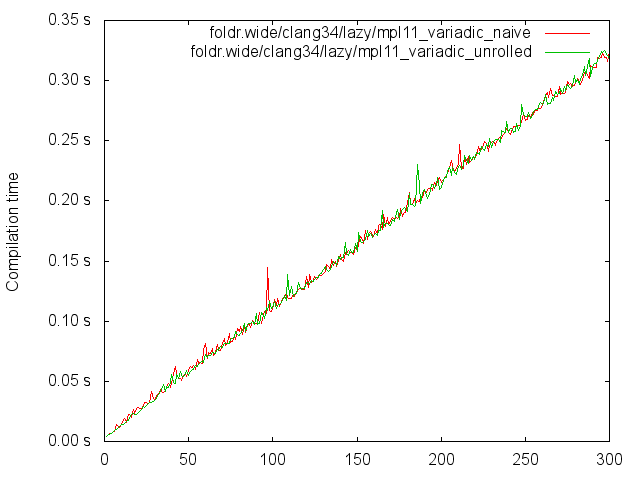 0.35 s
foldr.wide/clang34/lazy/mpl11_variadic_naive
foldr.wide/clang34/lazy/mpl11_variadic_unrolled
0.30 s
0.25 s
0.20 s
Compilation time
0.15 s
0.10 s
0.05 s
0.00 s
0 50 100 150 200 250 300